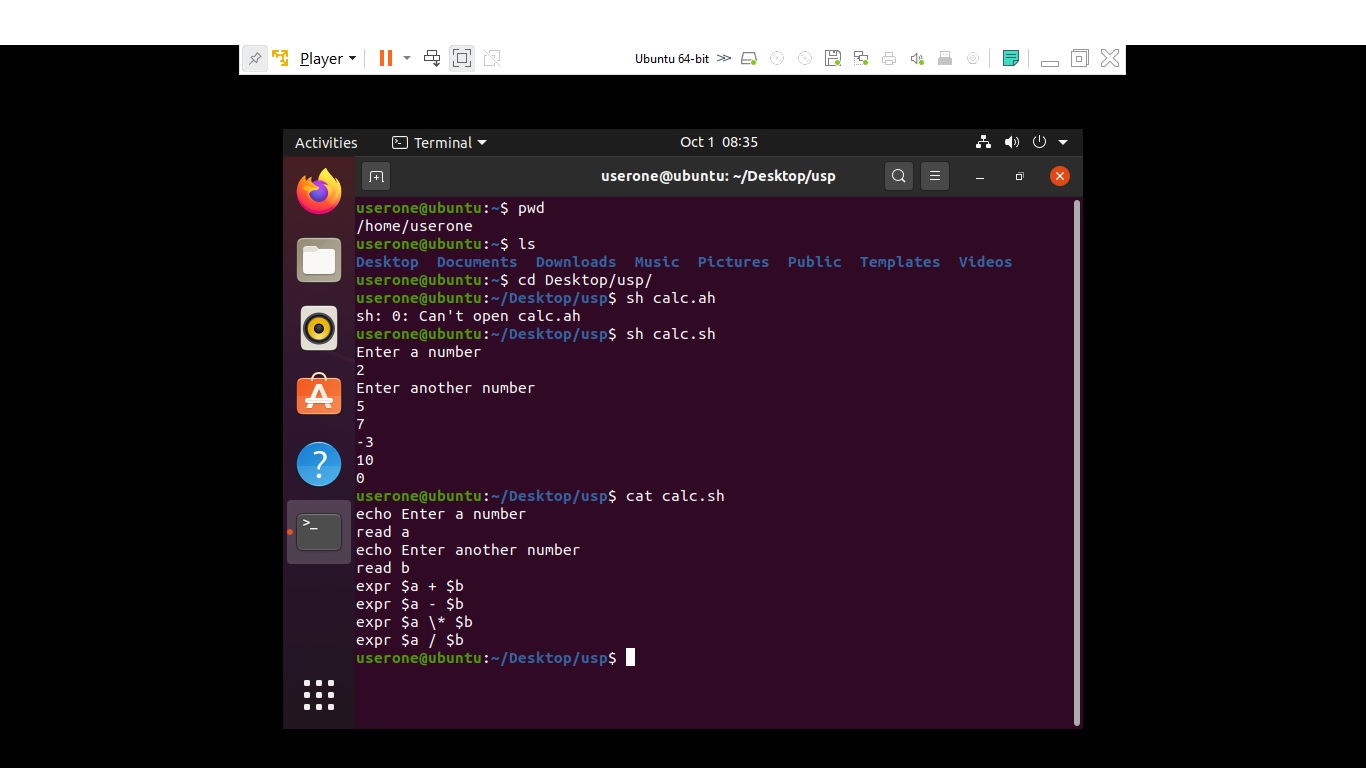 Player
Ubuntu 64-bit
Activities
Terminal
Oct 1 08:35
userone@ubuntu: ~/Desktop/usp
userone@ubuntu:~$ pwd
/home/userone
userone@ubuntu:~$ ls
Desktop Documents Downloads Music Pictures Public Templates Videos
userone@ubuntu:~$ cd Desktop/usp/
userone@ubuntu:~/Desktop/usp$ sh calc.ah
sh: 0: Can't open calc.ah
userone@ubuntu:~/Desktop/usp$ sh calc.sh
Enter a number
2
Enter another number
5
7
-3
10
0
userone@ubuntu:~/Desktop/usp$ cat calc.sh
echo Enter a number
read a
echo Enter another number
read b
expr $a + $b
expr $a - $b
expr $a \* $b
expr $a / $b
userone@ubuntu:~/Desktop/usp$